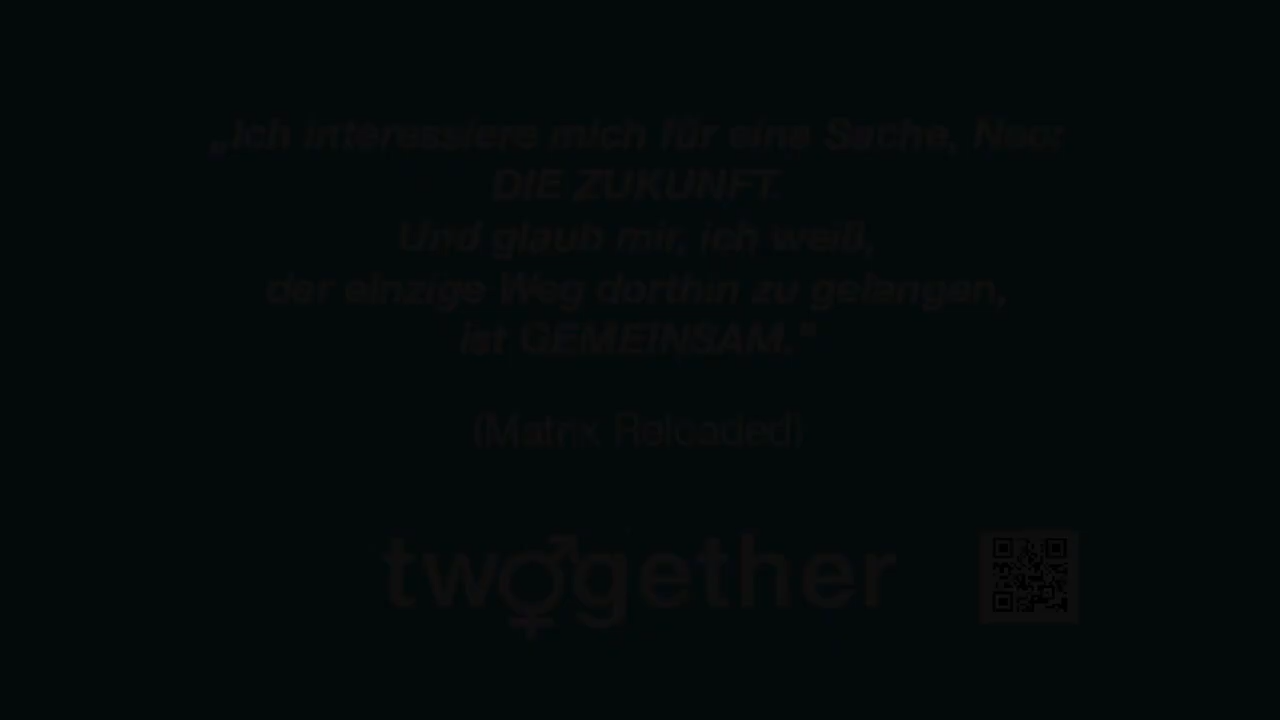 „Ich interessiere mich für eine Sache, Neo:
DIE ZUKUNFT.
Und glaub mir, ich weiß,
der einzige Weg dorthin zu gelangen,
ist GEMEINSAM."
(Matrix Reloaded)
twogether